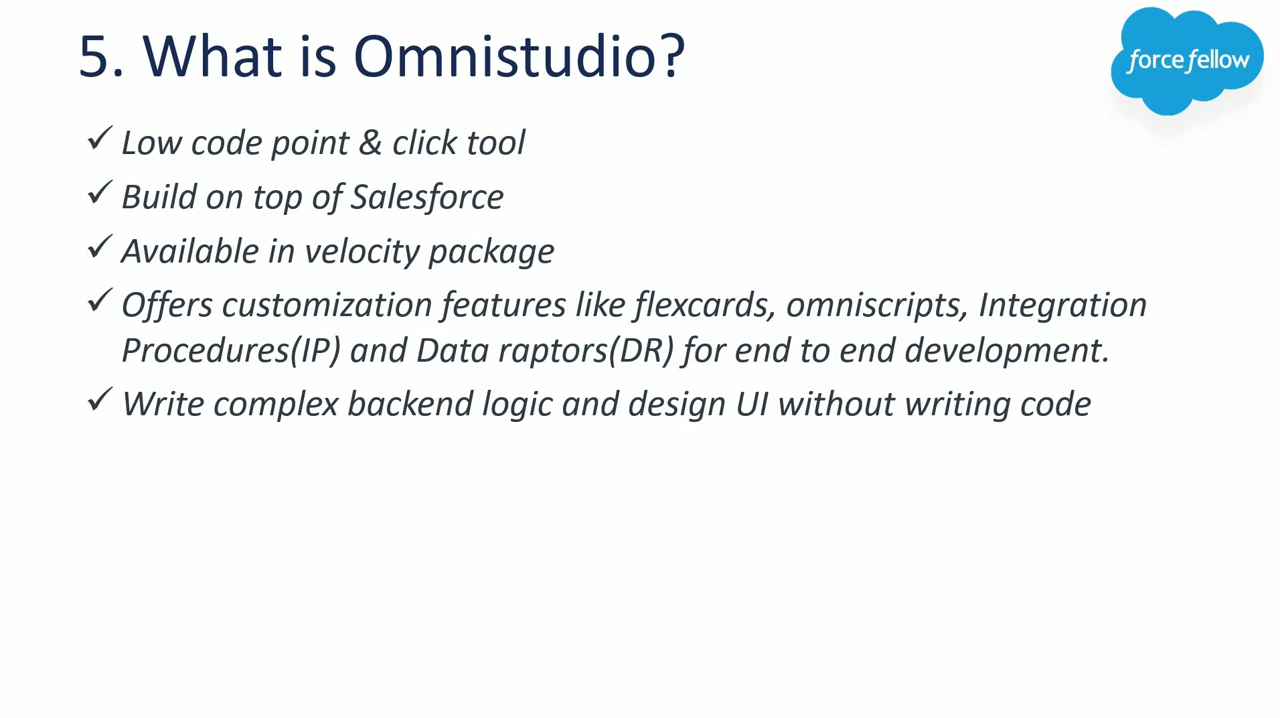 5. What is Omnistudio?
force fellow
✓ Low code point & click tool
✓ Build on top of Salesforce
✓ Available in velocity package
✓ Offers customization features like flexcards, omniscripts, Integration
Procedures(IP) and Data raptors(DR) for end to end development.
✓ Write complex backend logic and design UI without writing code